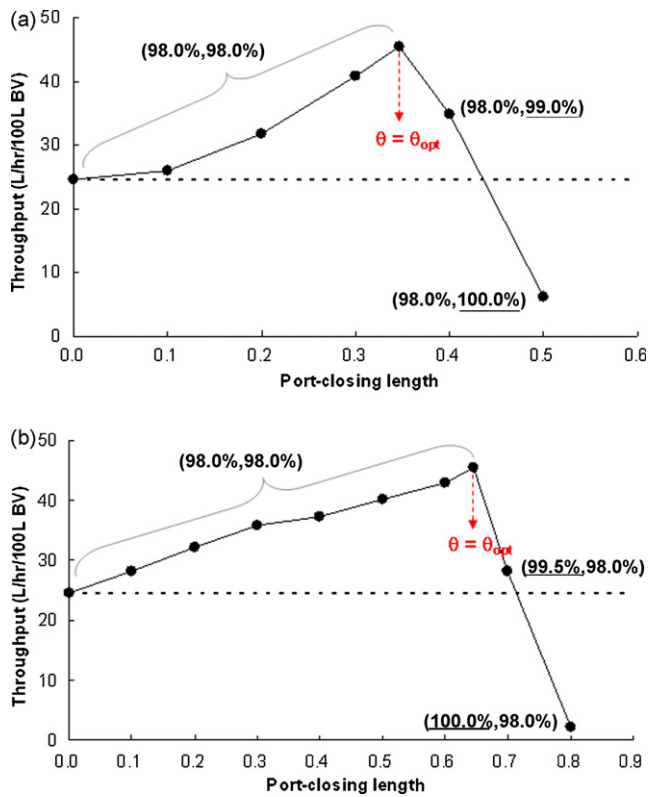 (a)
Throughput (L/hr/100L BV)
50
40
30
20
10
0
(98.0%,98.0%)
θ = θopt
(98.0%,99.0%)
(98.0%,100.0%)
0.0 0.1 0.2 0.3 0.4 0.5 0.6
Port-closing length
(b)
Throughput (L/hr/100L BV)
50
40
30
20
10
0
(98.0%,98.0%)
θ = θopt
(99.5%,98.0%)
(100.0%,98.0%)
0.0 0.1 0.2 0.3 0.4 0.5 0.6 0.7 0.8 0.9
Port-closing length